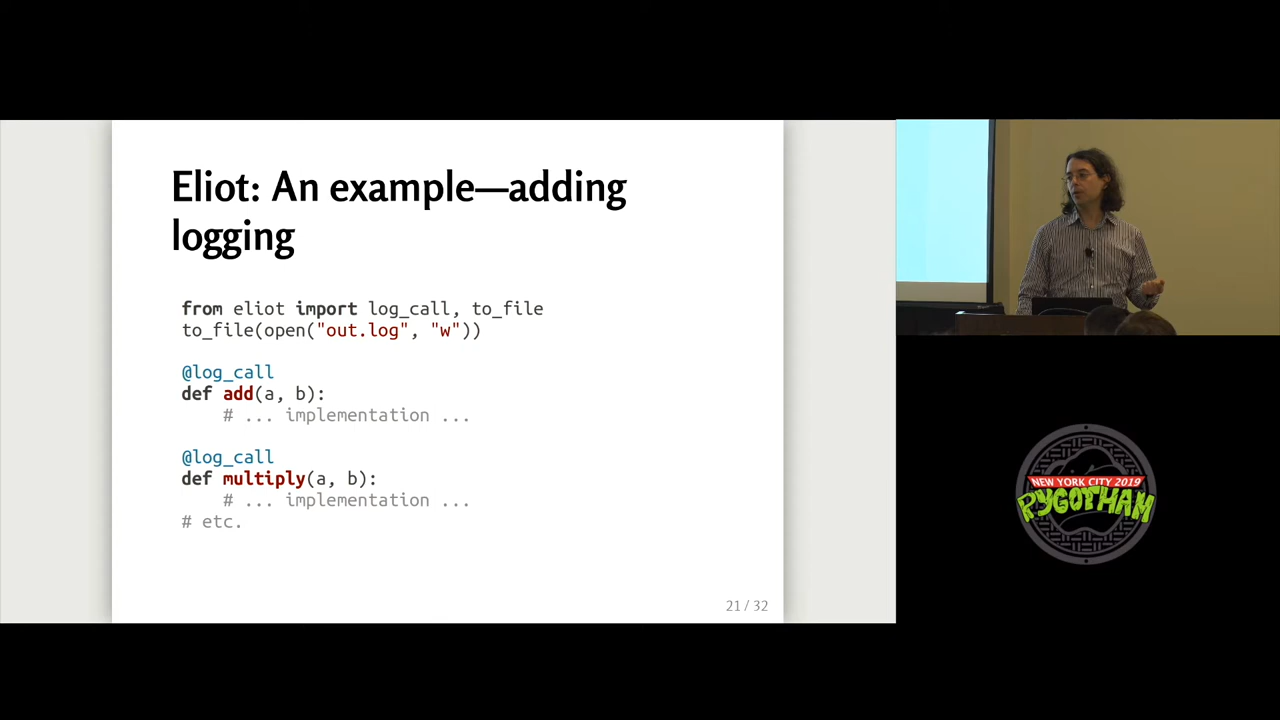 Eliot: An example—adding
logging
from eliot import log_call, to_file
to_file(open("out.log", "w"))
@log_call
def add(a, b):
    # ... implementation ...
@log_call
def multiply(a, b):
    # ... implementation ...
# etc.
21 / 32
NEW YORK CITY 2019
PYGOTHAM